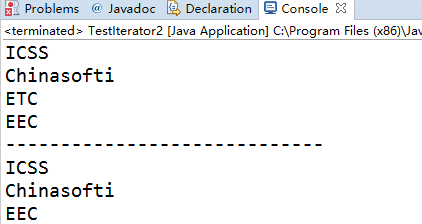 Problems @ Javadoc Declaration Console
<terminated> TestIterator2 [Java Application] C:\Program Files (x86)\Jav
ICSS
Chinasofti
ETC
EEC
-----------------------------
ICSS
Chinasofti
EEC